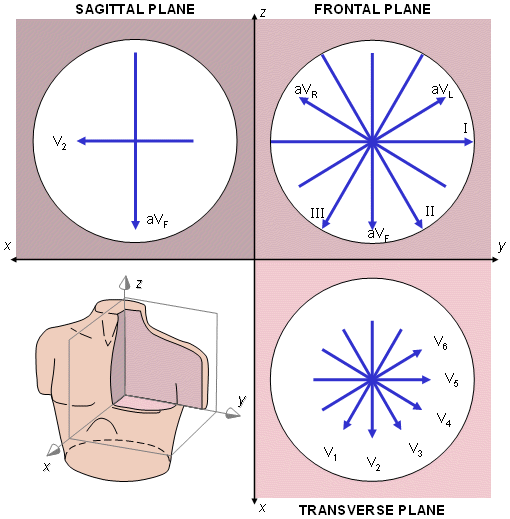 SAGITTAL PLANE
FRONTAL PLANE
z
V2
aVF
aVR
aVL
I
III
II
aVF
x
y
z
y
x
V6
V5
V4
V3
V2
V1
x
TRANSVERSE PLANE